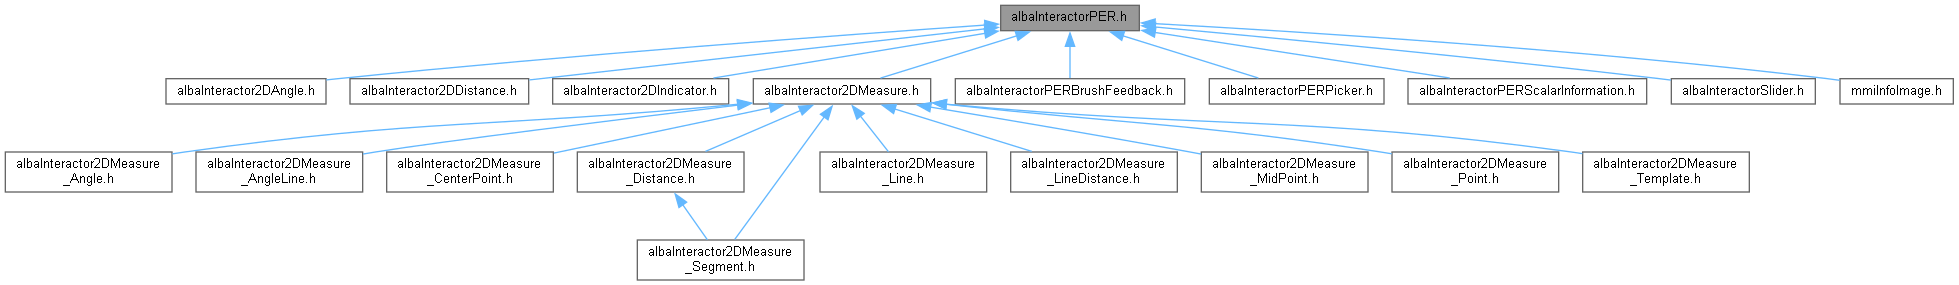 albaInteractorPER.h
albaInteractor2DAngle.h
albaInteractor2DDistance.h
albaInteractor2DIndicator.h
albaInteractor2DMeasure.h
albaInteractorPERBrushFeedback.h
albaInteractorPERPicker.h
albaInteractorPERScalarInformation.h
albaInteractorSlider.h
mmiInfoImage.h
albaInteractor2DMeasure
_Angle.h
albaInteractor2DMeasure
_AngleLine.h
albaInteractor2DMeasure
_CenterPoint.h
albaInteractor2DMeasure
_Distance.h
albaInteractor2DMeasure
_Line.h
albaInteractor2DMeasure
_LineDistance.h
albaInteractor2DMeasure
_MidPoint.h
albaInteractor2DMeasure
_Point.h
albaInteractor2DMeasure
_Template.h
albaInteractor2DMeasure
_Segment.h